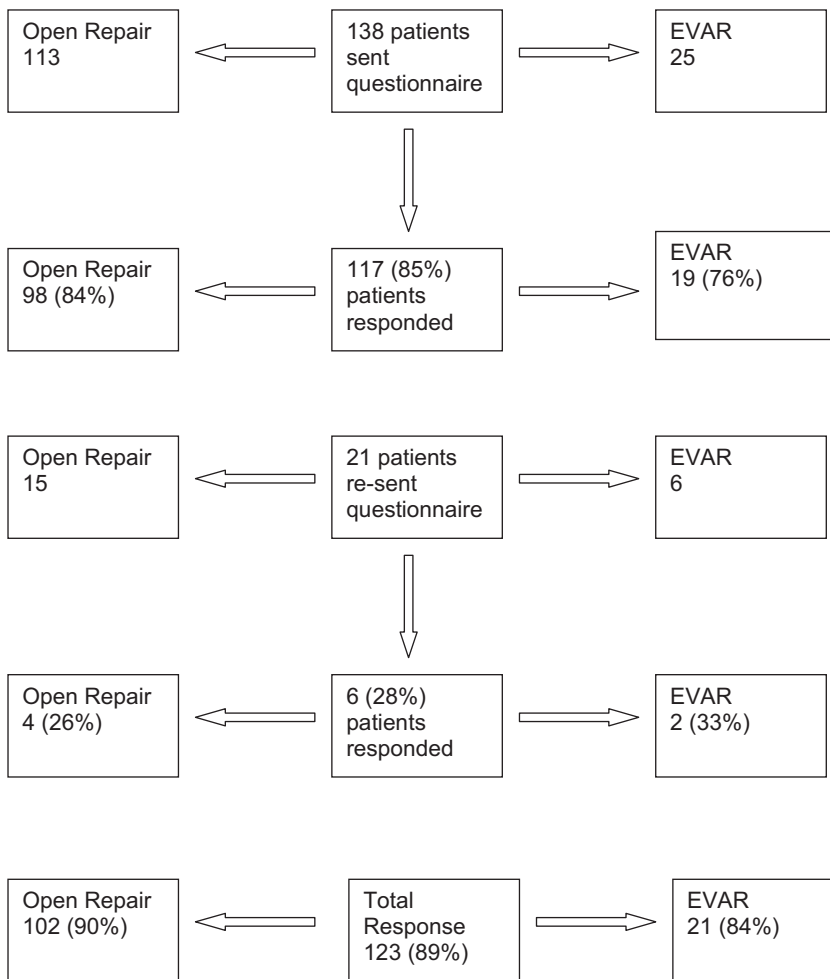 Open Repair
113
138 patients
sent
questionnaire
EVAR
25
Open Repair
98 (84%)
117 (85%)
patients
responded
EVAR
19 (76%)
Open Repair
15
21 patients
re-sent
questionnaire
EVAR
6
Open Repair
4 (26%)
6 (28%)
patients
responded
EVAR
2 (33%)
Open Repair
102 (90%)
Total
Response
123 (89%)
EVAR
21 (84%)